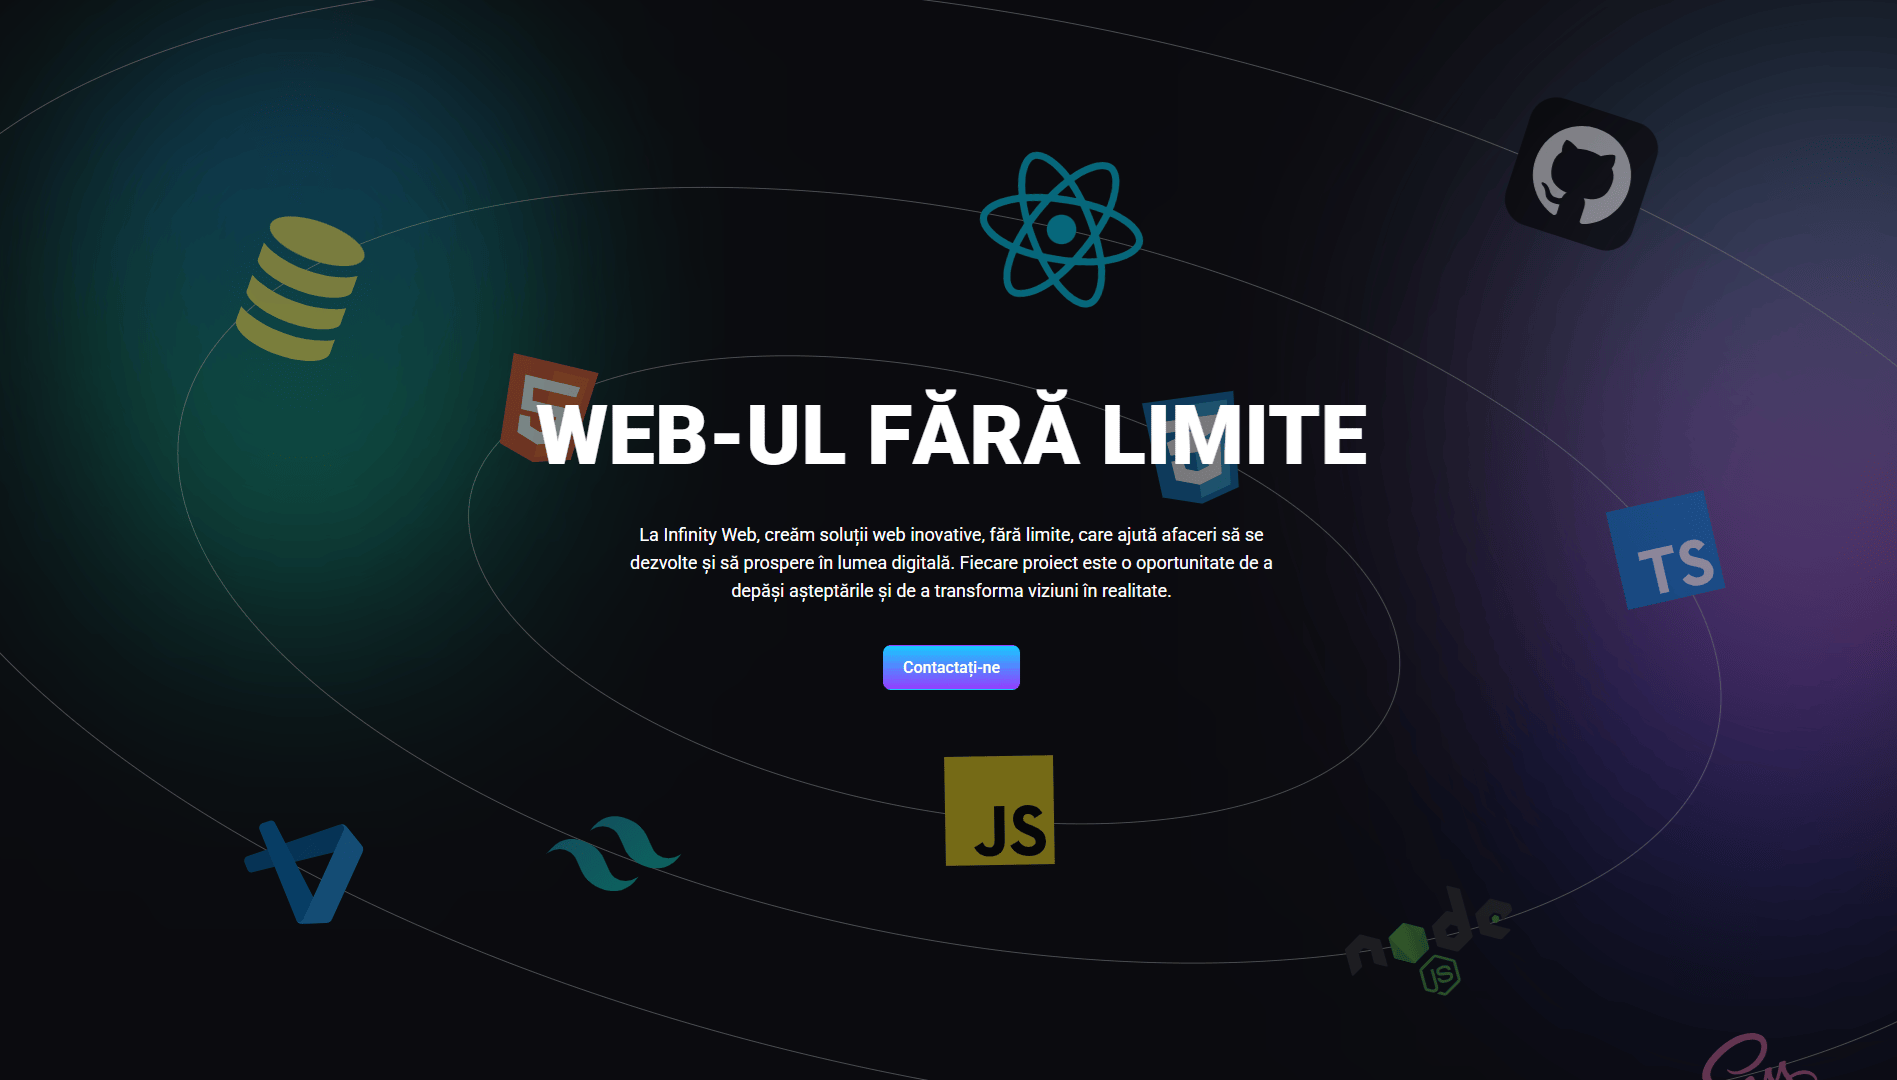 5
WEB-UL FĂRĂ LIMITE
TS
La Infinity Web, creăm soluții web inovative, fără limite, care ajută afaceri să se
dezvolte și să prospere în lumea digitală. Fiecare proiect este o oportunitate de a
depăși așteptările și de a transforma viziuni în realitate.
Contactați-ne
JS
node
JS